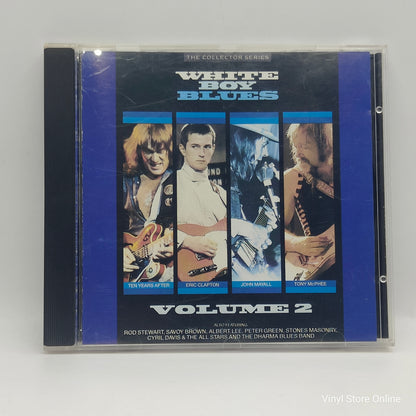 THE COLLECTOR SERIES
WHITE
BOY
BLUES
TEN YEARS AFTER
ERIC CLAPTON
JOHN MAYALL
TONY McPHEE
VOLUME 2
ALSO FEATURING
ROD STEWART, SAVOY BROWN, ALBERT LEE, PETER GREEN, STONES MASONRY,
CYRIL DAVIS & THE ALL STARS AND THE DHARMA BLUES BAND
Vinyl Store Online